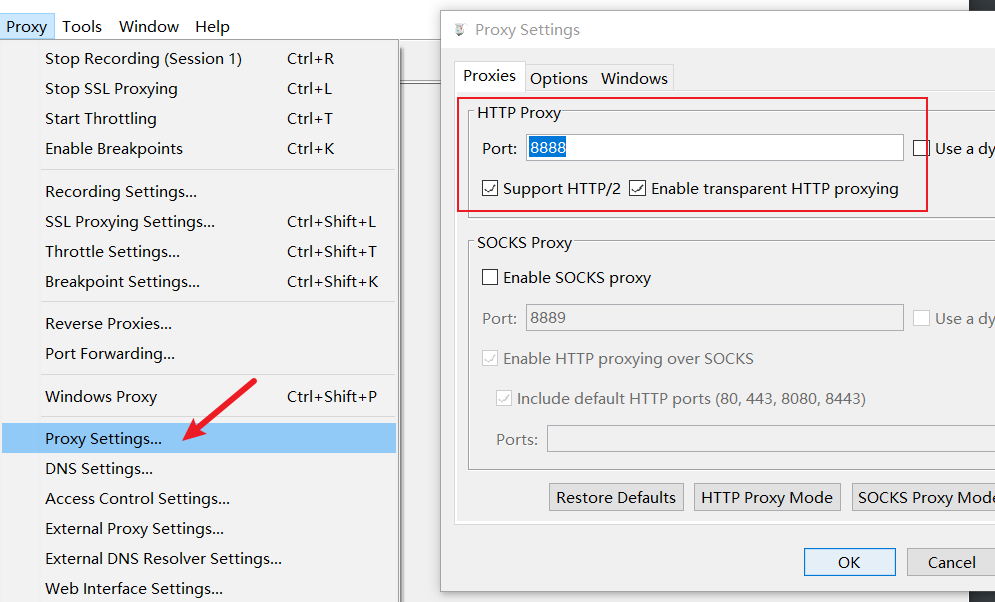 Proxy Tools Window Help
Stop Recording (Session 1) Ctrl+R
Stop SSL Proxying Ctrl+L
Start Throttling Ctrl+T
Enable Breakpoints Ctrl+K
Recording Settings...
SSL Proxying Settings... Ctrl+Shift+L
Throttle Settings... Ctrl+Shift+T
Breakpoint Settings... Ctrl+Shift+K
Reverse Proxies...
Port Forwarding...
Windows Proxy Ctrl+Shift+P
Proxy Settings...
DNS Settings...
Access Control Settings...
External Proxy Settings...
External DNS Resolver Settings...
Web Interface Settings...
Proxy Settings
Proxies Options Windows
HTTP Proxy
Port: 8888 Use a dy
Support HTTP/2 Enable transparent HTTP proxying
SOCKS Proxy
Enable SOCKS proxy
Port: 8889 Use a dy
Enable HTTP proxying over SOCKS
Include default HTTP ports (80, 443, 8080, 8443)
Ports:
Restore Defaults HTTP Proxy Mode SOCKS Proxy Mode
OK Cancel